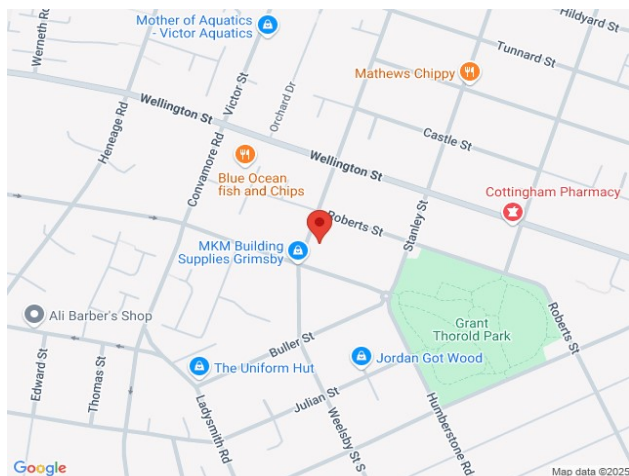 Mother of Aquatics
- Victor Aquatics
Hildyard St
Werneth Rd
Victor St
Orchard Dr
Tunnard St
Mathews Chippy
Wellington St
Heneage Rd
Convamore Rd
Castle St
Wellington St
Blue Ocean
fish and Chips
Cottingham Pharmacy
Roberts St
Stanley St
MKM Building
Supplies Grimsby
Ali Barber's Shop
Grant
Thorold Park
Roberts St
Buller St
Edward St
Thomas St
The Uniform Hut
Jordan Got Wood
Julian St
Ladysmith Rd
Weelsby St S
Humberstone Rd
Google
Map data ©2025